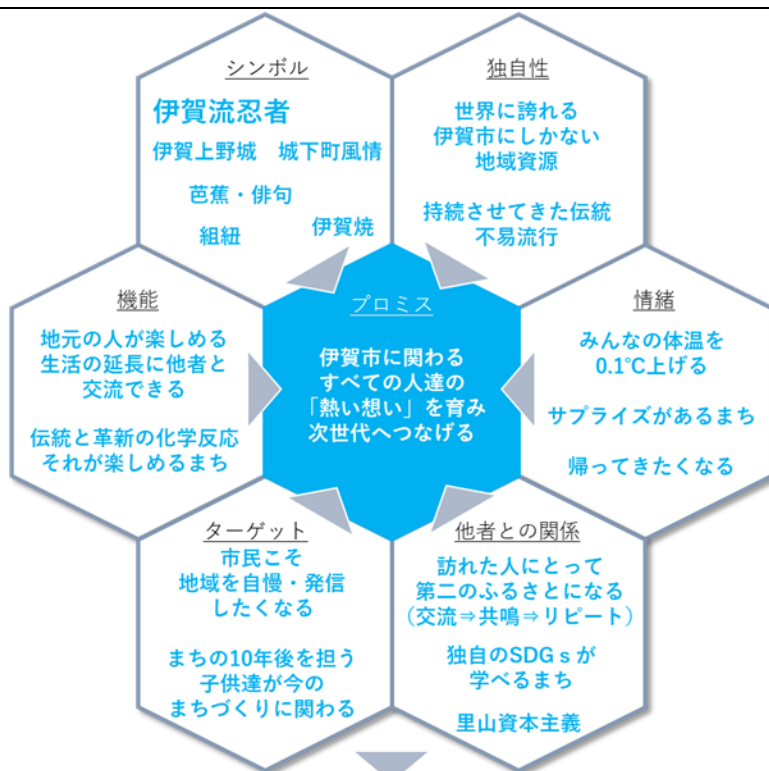 シンボル
伊賀流忍者
伊賀上野城 城下町風情
芭蕉・俳句
組紐
伊賀焼
独自性
世界に誇れる
伊賀市にしかない
地域資源
持続させてきた伝統
不易流行
機能
地元の人が楽しめる
生活の延長に他者と
交流できる
伝統と革新の化学反応
それが楽しめるまち
プロミス
伊賀市に関わる
すべての人達の
「熱い想い」を育み
次世代へつなげる
情緒
みんなの体温を
0.1℃上げる
サプライズがあるまち
帰ってきたくなる
ターゲット
市民こそ
地域を自慢・発信
したくなる
まちの10年後を担う
子供達が今の
まちづくりに関わる
他者との関係
訪れた人にとって
第二のふるさとになる
(交流⇒共鳴⇒リピート)
独自のSDGsが
学べるまち
里山資本主義